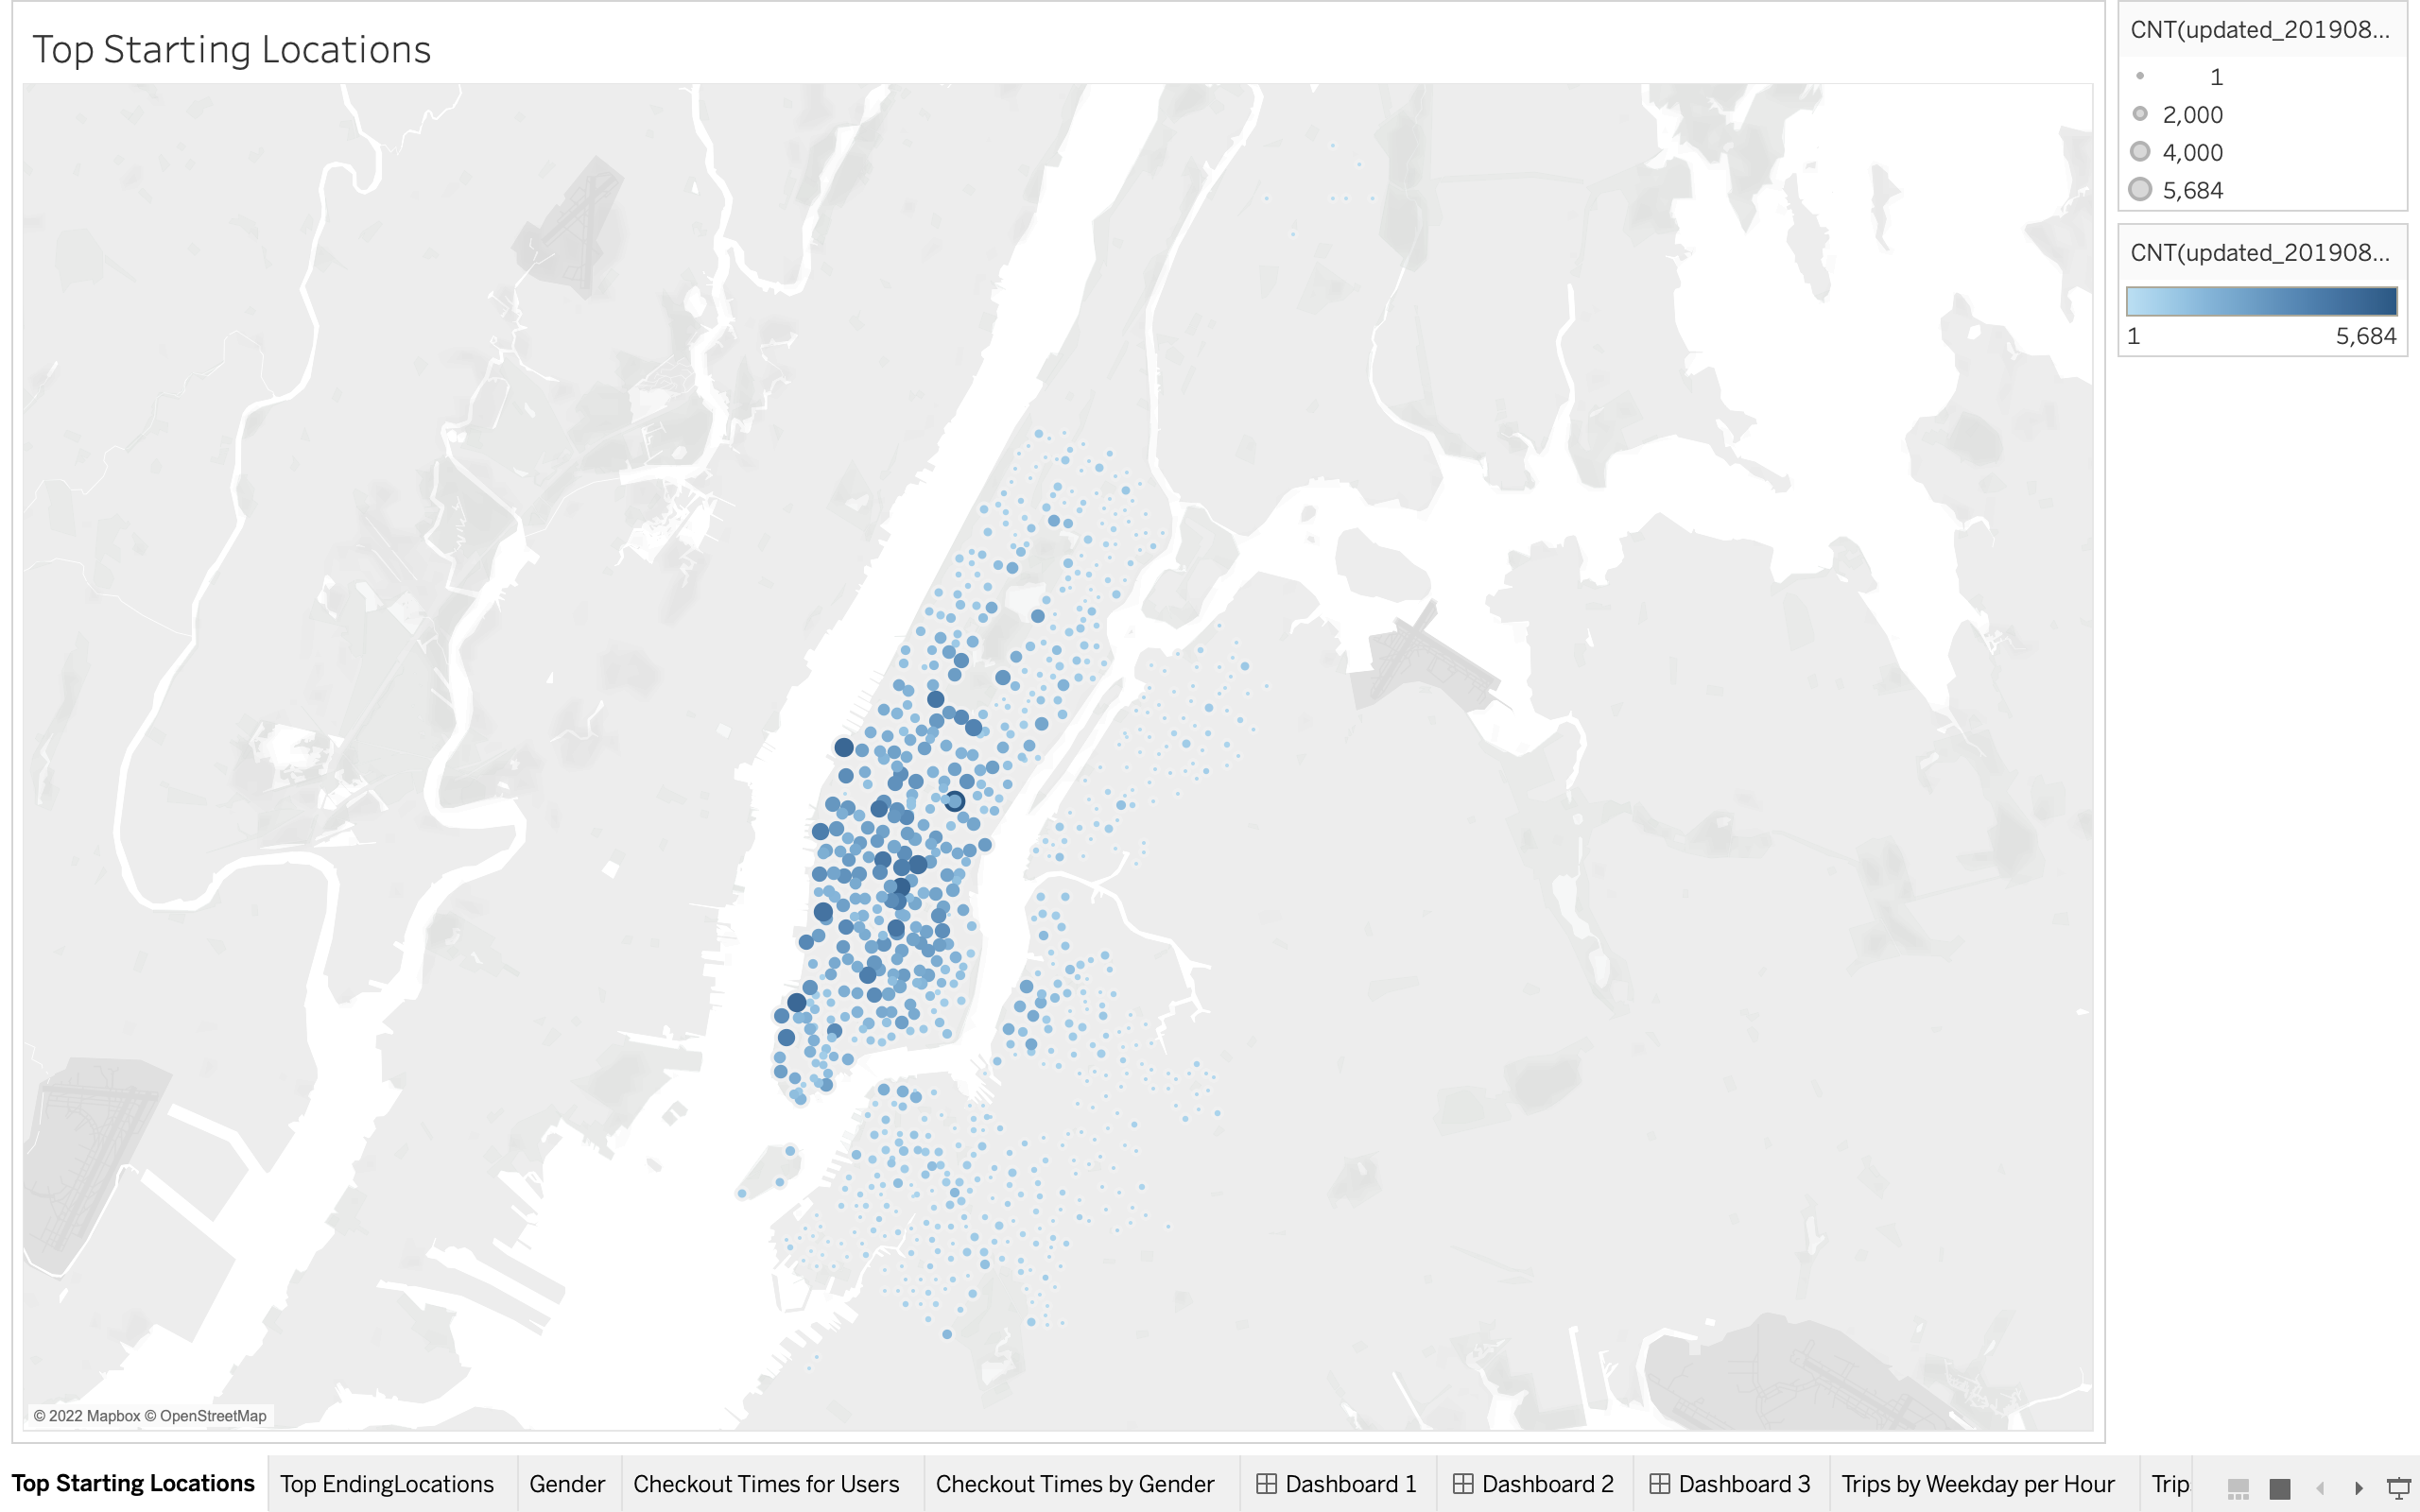 Top Starting Locations
CNT(updated_201908...
1
2,000
4,000
5,684
CNT(updated_201908...
1 5,684
© 2022 Mapbox © OpenStreetMap
Top Starting Locations Top EndingLocations Gender Checkout Times for Users Checkout Times by Gender Dashboard 1 Dashboard 2 Dashboard 3 Trips by Weekday per Hour Trip